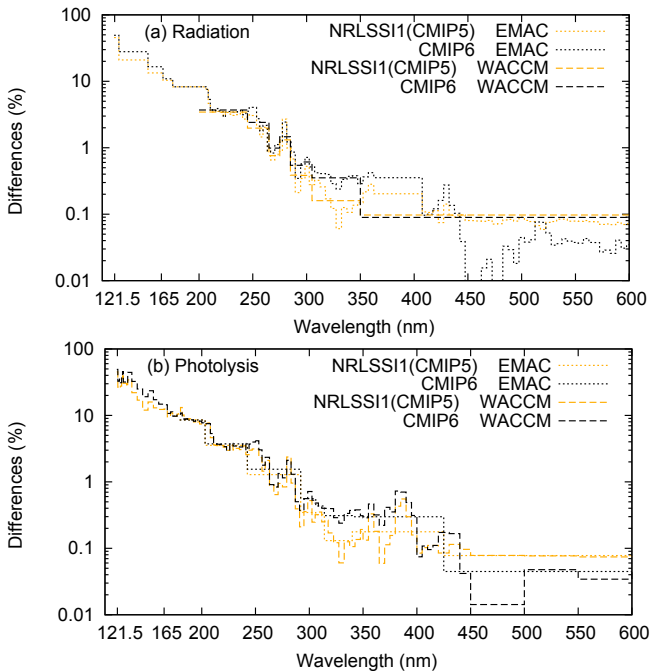 (a) Radiation
NRLSSI1(CMIP5) EMAC
CMIP6 EMAC
NRLSSI1(CMIP5) WACCM
CMIP6 WACCM
Differences (%)
100
10
1
0.1
0.01
121.5 165 200 250 300 350 400 450 500 550 600
Wavelength (nm)
(b) Photolysis
NRLSSI1(CMIP5) EMAC
CMIP6 EMAC
NRLSSI1(CMIP5) WACCM
CMIP6 WACCM
Differences (%)
100
10
1
0.1
0.01
121.5 165 200 250 300 350 400 450 500 550 600
Wavelength (nm)